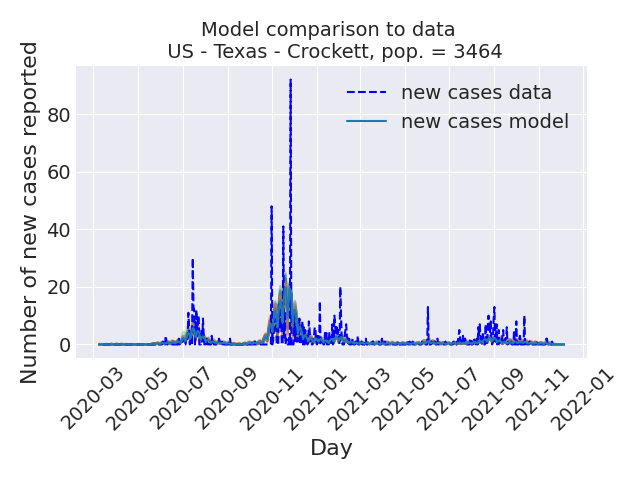 Model comparison to data
US - Texas - Crockett, pop. = 3464
Number of new cases reported
80
60
40
20
0
new cases data
new cases model
2020-03
2020-05
2020-07
2020-09
2020-11
2021-01
2021-03
2021-05
2021-07
2021-09
2021-11
2022-01
Day